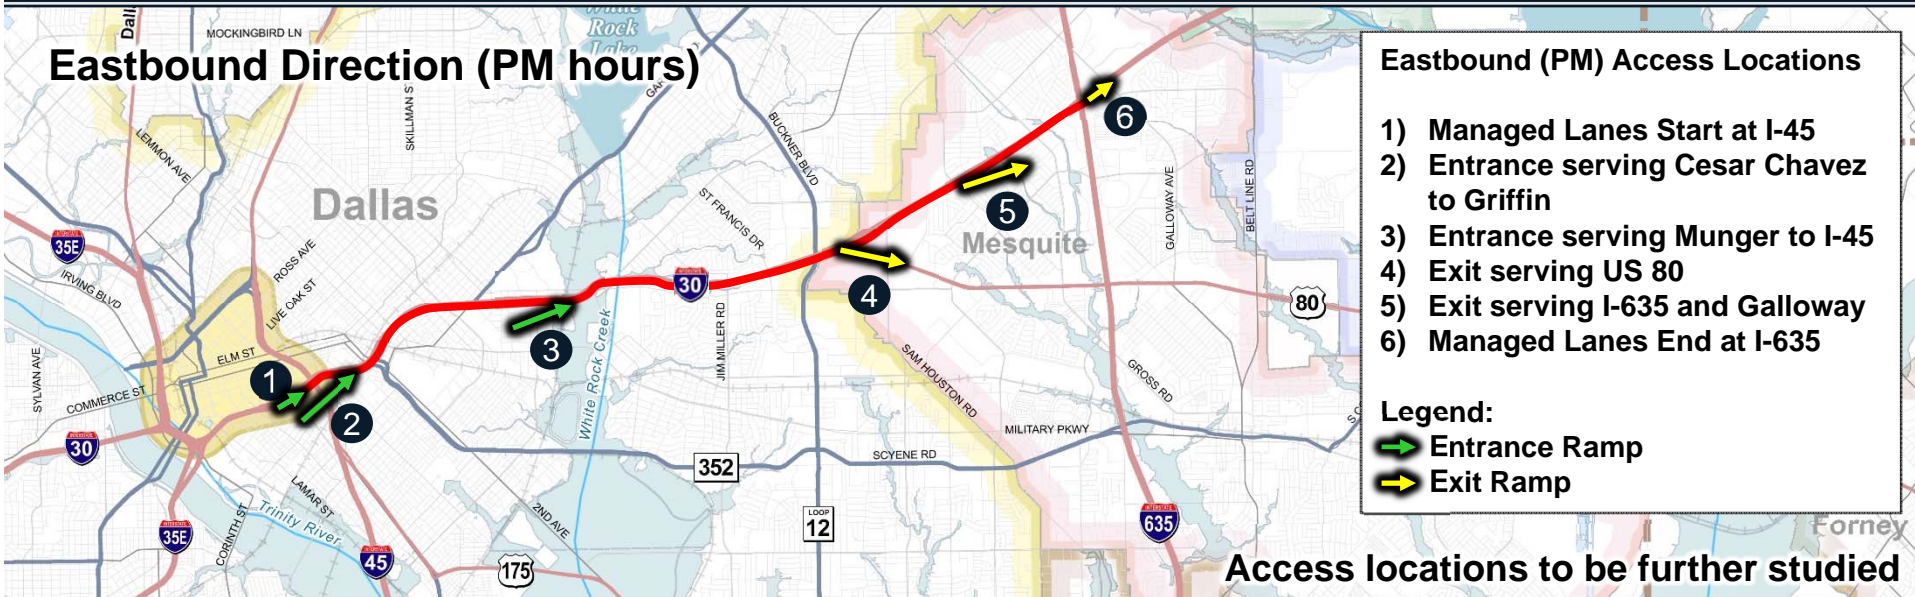 Eastbound Direction (PM hours)
Eastbound (PM) Access Locations
1) Managed Lanes Start at I-45
2) Entrance serving Cesar Chavez
to Griffin
3) Entrance serving Munger to I-45
4) Exit serving US 80
5) Exit serving I-635 and Galloway
6) Managed Lanes End at I-635
Legend:
Entrance Ramp
Exit Ramp
Access locations to be further studied
MOCKINGBIRD LN
White
Rock
Lake
LEMMON AVE
SKILLMAN ST
BUCKNER BLVD
Dallas
ST FRANCIS DR
Mesquite
GALLOWAY AVE
BELT LINE RD
35E
IRVING BLVD
ROSS AVE
LIVE OAK ST
ELM ST
SYLVAN AVE
COMMERCE ST
30
30
80
JIM MILLER RD
White Rock Creek
SAM HOUSTON RD
GROSS RD
MILITARY PKWY
SCYENE RD
352
LOOP
12
635
LAMAR ST
Trinity River
CORINTH ST
2ND AVE
35E
45
175
Forney
1
2
3
4
5
6